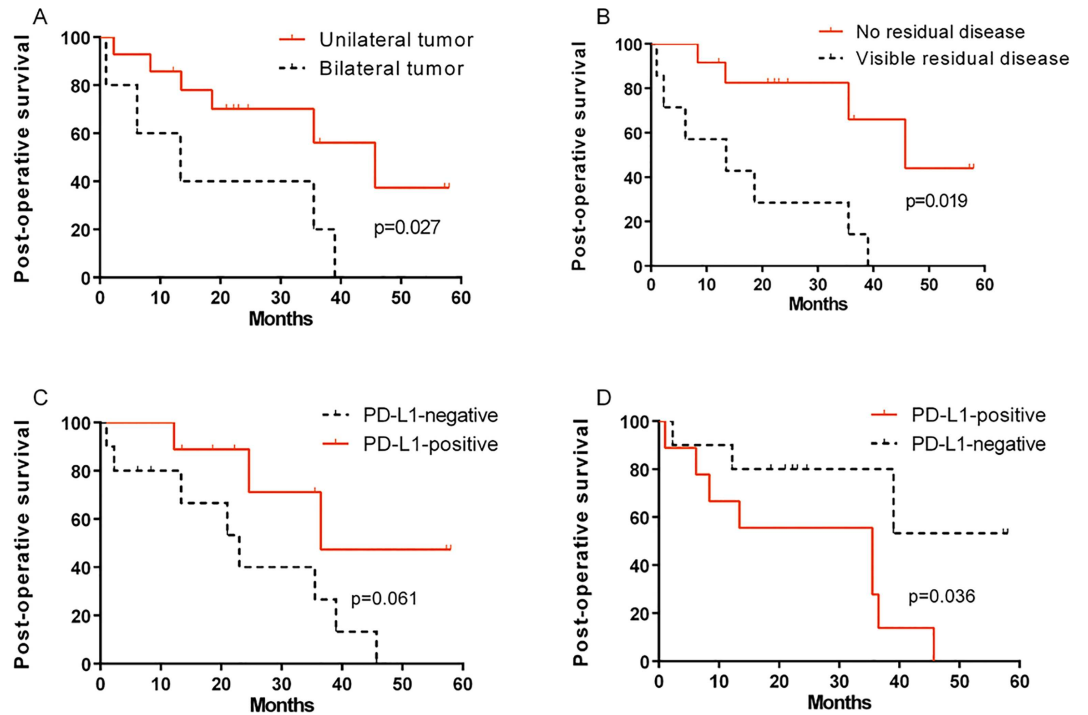 A
Unilateral tumor
Bilateral tumor
Post-operative survival
100
80
60
40
20
0
p=0.027
0 10 20 30 40 50 60
Months
B
No residual disease
Visible residual disease
Post-operative survival
100
80
60
40
20
0
p=0.019
0 10 20 30 40 50 60
Months
C
PD-L1-negative
PD-L1-positive
Post-operative survival
100
80
60
40
20
0
p=0.061
0 10 20 30 40 50 60
Months
D
PD-L1-positive
PD-L1-negative
Post-operative survival
100
80
60
40
20
0
p=0.036
0 10 20 30 40 50 60
Months